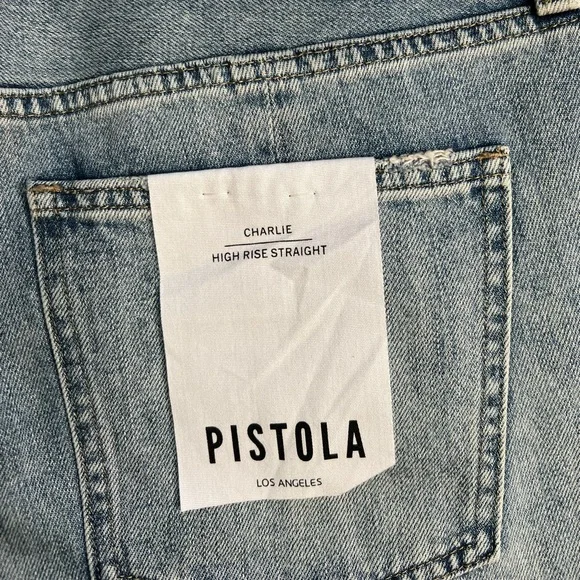 CHARLIE
HIGH RISE STRAIGHT
PISTOLA
LOS ANGELES